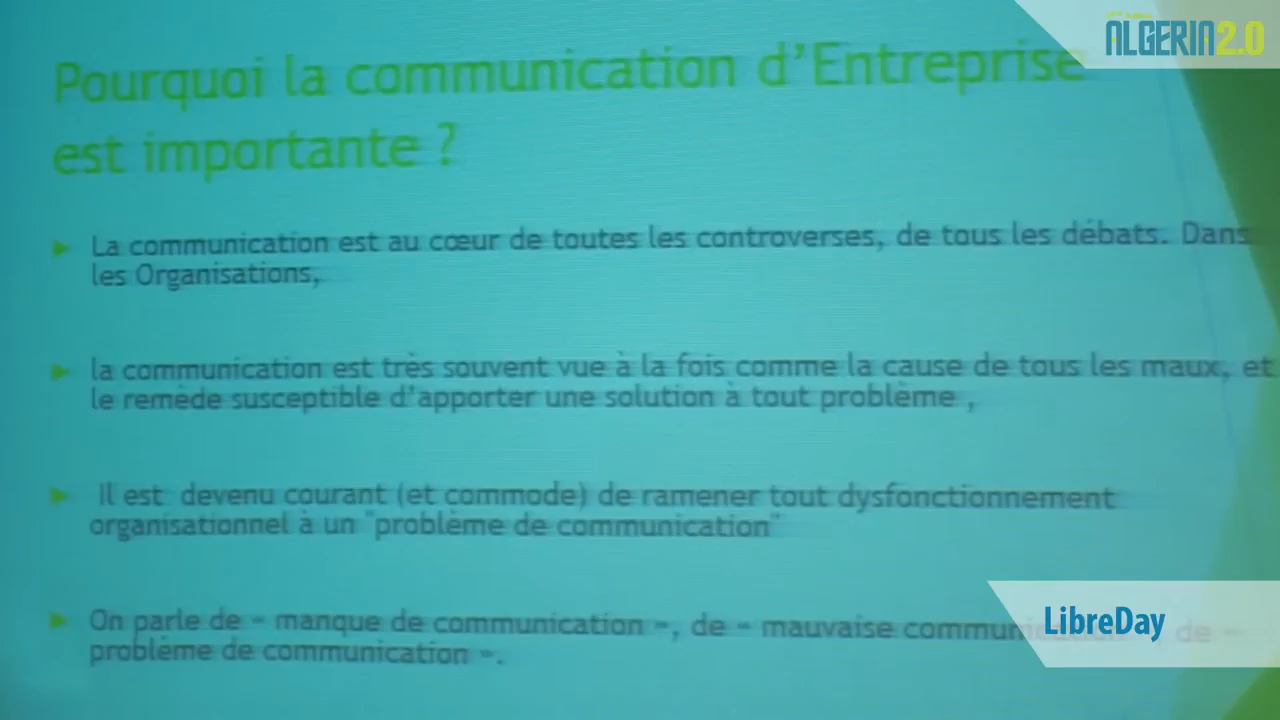 ALGERIA2.0
Pourquoi la communication d'Entreprise
est importante ?
La communication est au cœur de toutes les controverses, de tous les débats. Dans
les Organisations,
la communication est très souvent vue à la fois comme la cause de tous les maux, et
le remède susceptible d'apporter une solution à tout problème ,
Il est devenu courant (et commode) de ramener tout dysfonctionnement
organisationnel à un "problème de communication"
On parle de « manque de communication », de « mauvaise communication », de «
problème de communication ».
LibreDay